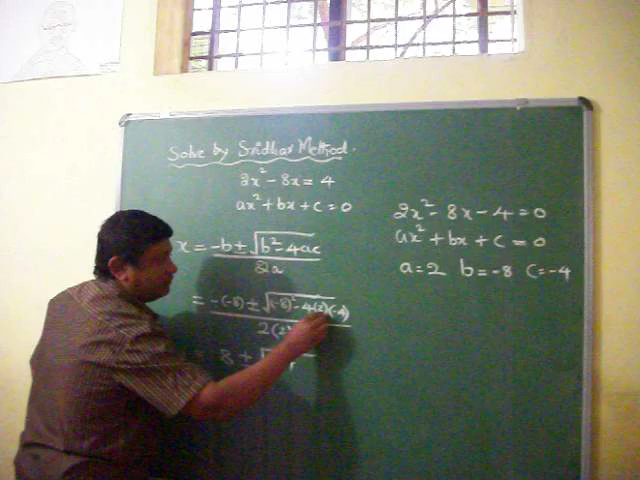 Solve by Sridhar Method.
2x² - 8x = 4
ax² + bx + c = 0
x = -b ± √b² - 4ac
2a
= -(-8) ± √(-8)² - 4(2)(-4)
2(2
= 8 ± √
2x² - 8x - 4 = 0
ax² + bx + c = 0
a = 2 b = -8 c = -4